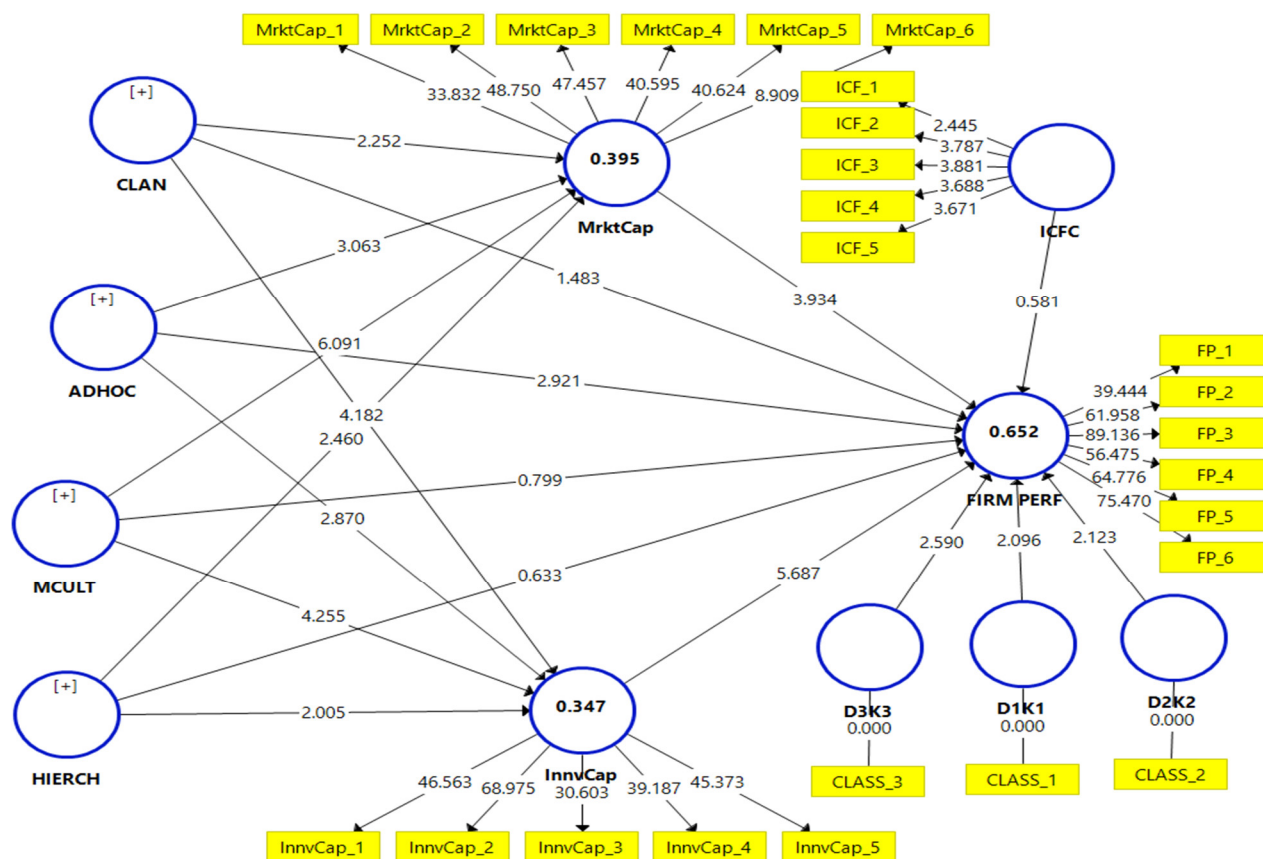 MrktCap_1
MrktCap_2
MrktCap_3
MrktCap_4
MrktCap_5
MrktCap_6
33.832
48.750
47.457
40.595
40.624
8.909
[+]
CLAN
2.252
0.395
MrktCap
ICF_1
ICF_2
ICF_3
ICF_4
ICF_5
2.445
3.787
3.881
3.688
3.671
ICFC
3.063
1.483
3.934
0.581
[+]
ADHOC
6.091
4.182
2.460
2.921
0.652
FIRM PERF
39.444
61.958
89.136
56.475
64.776
75.470
FP_1
FP_2
FP_3
FP_4
FP_5
FP_6
[+]
MCULT
0.799
2.870
0.633
4.255
5.687
2.590
2.096
2.123
[+]
HIERCH
2.005
0.347
InnvCap
D3K3
0.000
CLASS_3
D1K1
0.000
CLASS_1
D2K2
0.000
CLASS_2
46.563
68.975
30.603
39.187
45.373
InnvCap_1
InnvCap_2
InnvCap_3
InnvCap_4
InnvCap_5